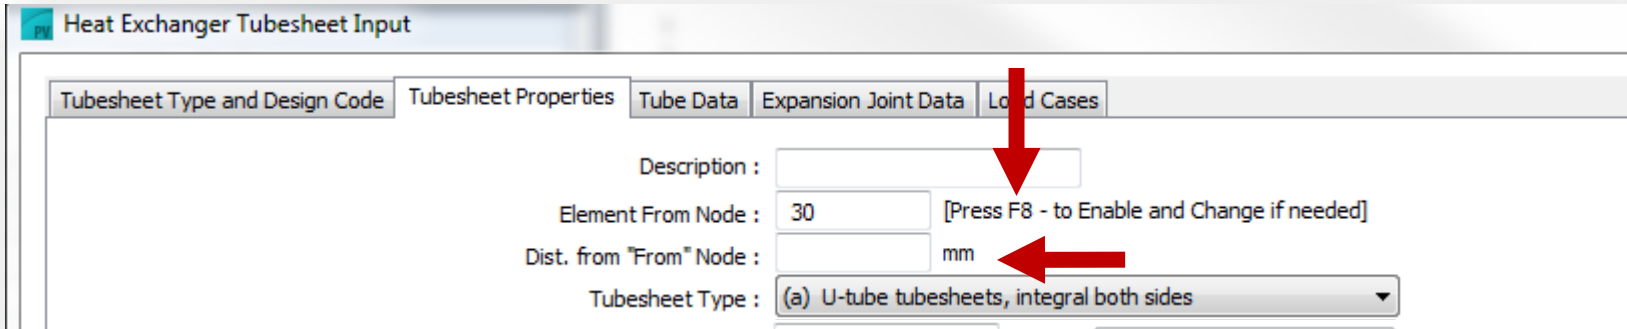 PV Heat Exchanger Tubesheet Input
Tubesheet Type and Design Code Tubesheet Properties Tube Data Expansion Joint Data Load Cases
Description :
Element From Node : 30 [Press F8 - to Enable and Change if needed]
Dist. from "From" Node : mm
Tubesheet Type : (a) U-tube tubesheets, integral both sides